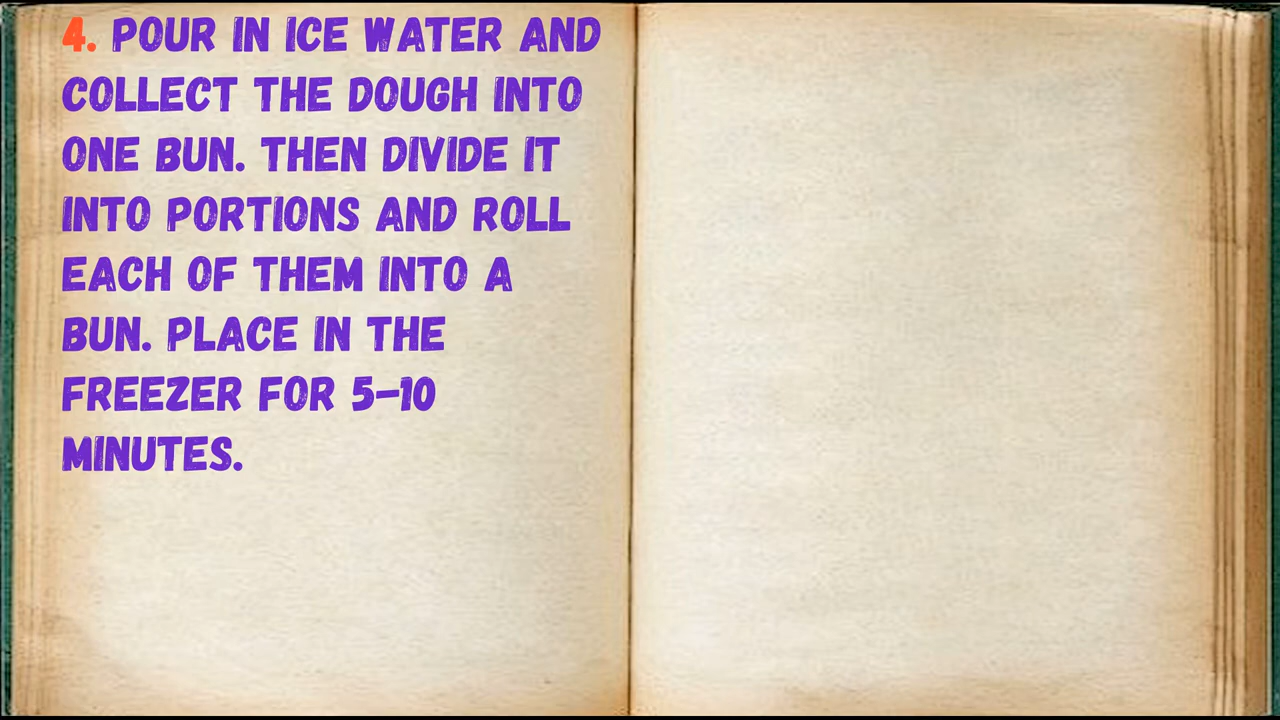 4. POUR IN ICE WATER AND
COLLECT THE DOUGH INTO
ONE BUN. THEN DIVIDE IT
INTO PORTIONS AND ROLL
EACH OF THEM INTO A
BUN. PLACE IN THE
FREEZER FOR 5-10
MINUTES.